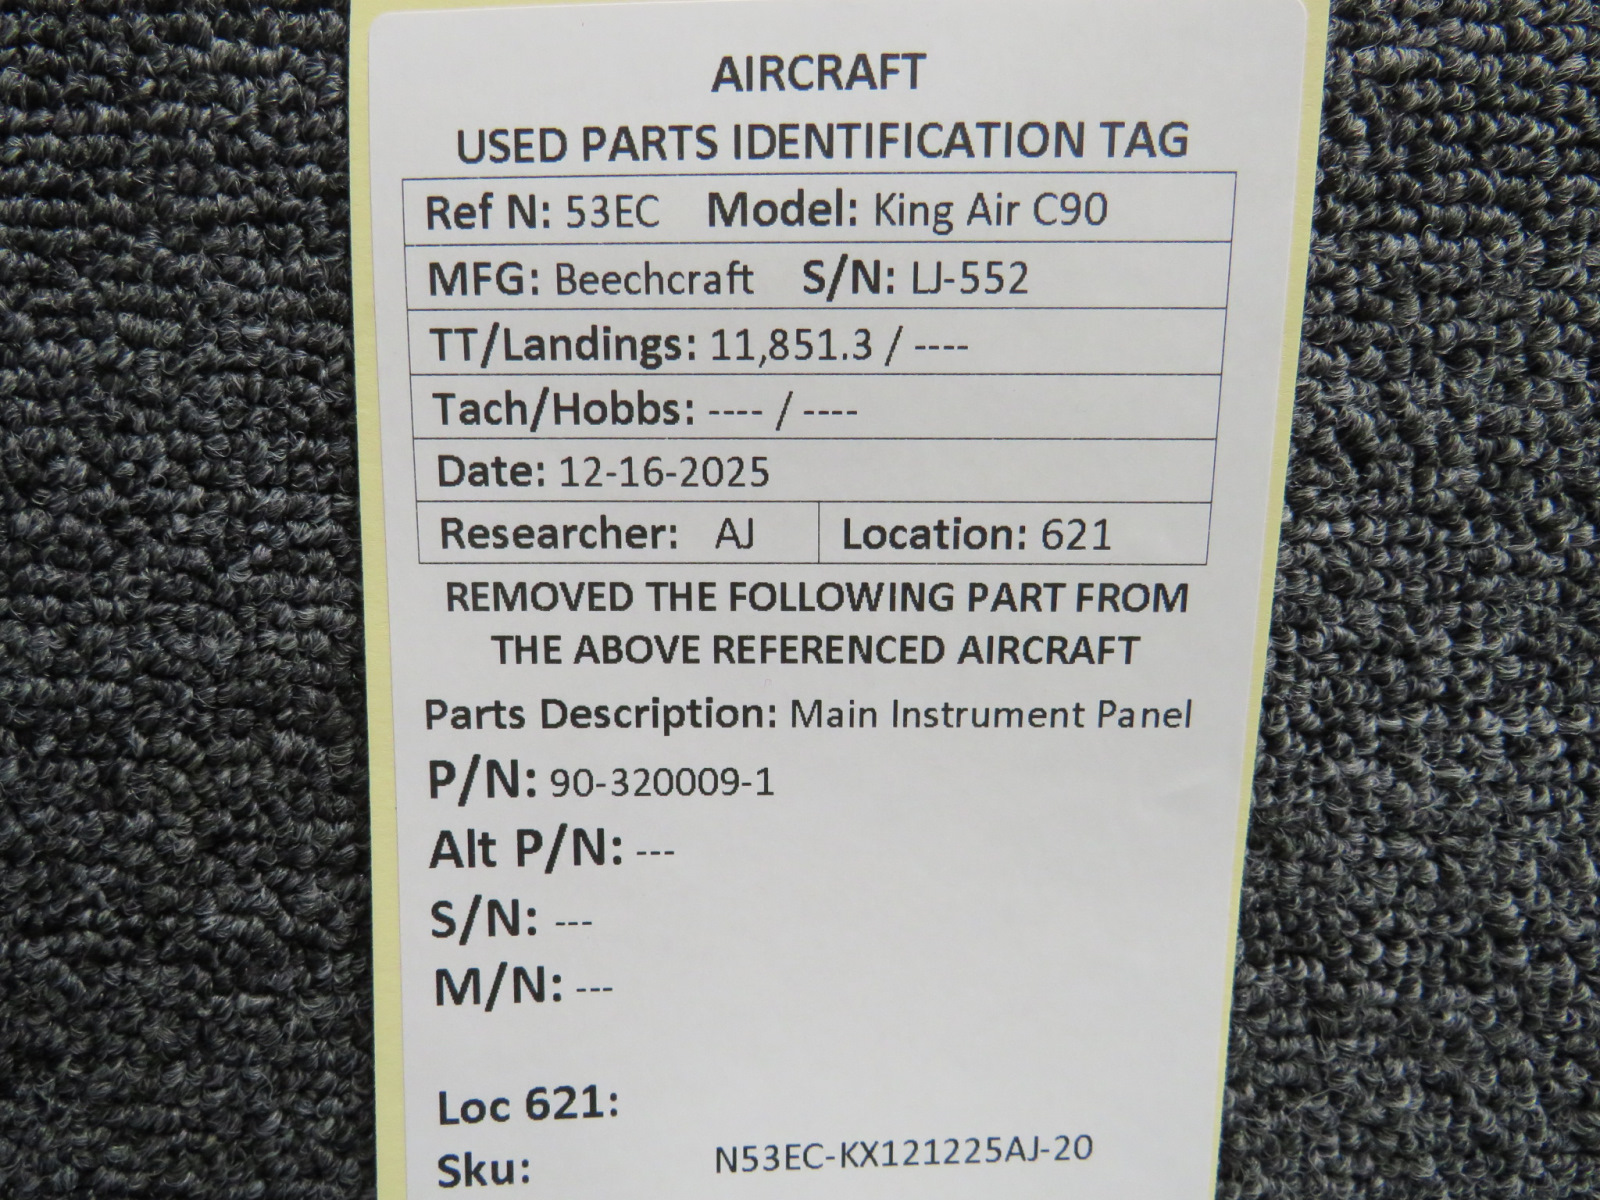 AIRCRAFT
USED PARTS IDENTIFICATION TAG
Ref N: 53EC Model: King Air C90
MFG: Beechcraft S/N: LJ-552
TT/Landings: 11,851.3 / ----
Tach/Hobbs: ---- / ----
Date: 12-16-2025
Researcher: AJ Location: 621
REMOVED THE FOLLOWING PART FROM
THE ABOVE REFERENCED AIRCRAFT
Parts Description: Main Instrument Panel
P/N: 90-320009-1
Alt P/N: ---
S/N: ---
M/N: ---
Loc 621:
Sku: N53EC-KX121225AJ-20